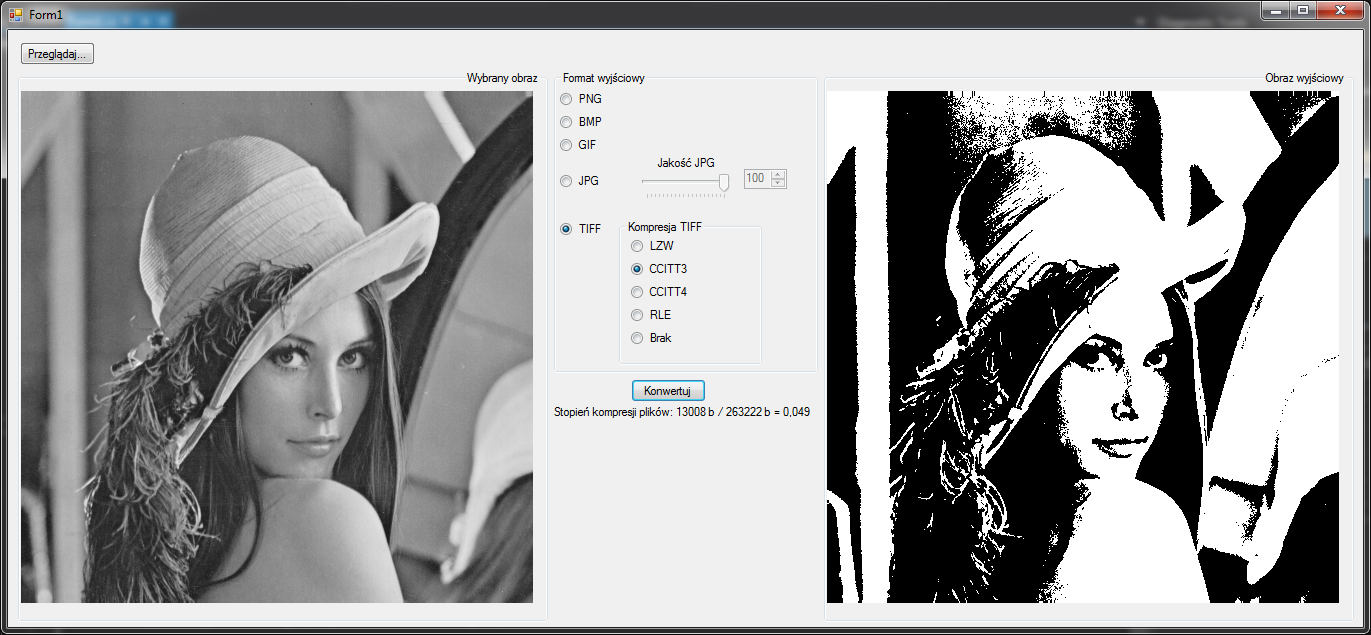 Form1
Przeglądaj...
Wybrany obraz
Format wyjściowy
Obraz wyjściowy
PNG
BMP
GIF
Jakość JPG
JPG
100
TIFF
Kompresja TIFF
LZW
CCITT3
CCITT4
RLE
Brak
Konwertuj
Stopień kompresji plików: 13008 b / 263222 b = 0,049